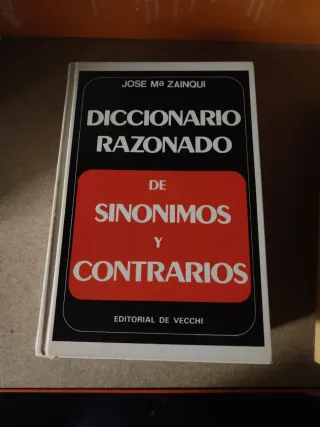 JOSE Mª ZAINQUI
DICCIONARIO
RAZONADO
DE
SINONIMOS
Y
CONTRARIOS
EDITORIAL DE VECCHI